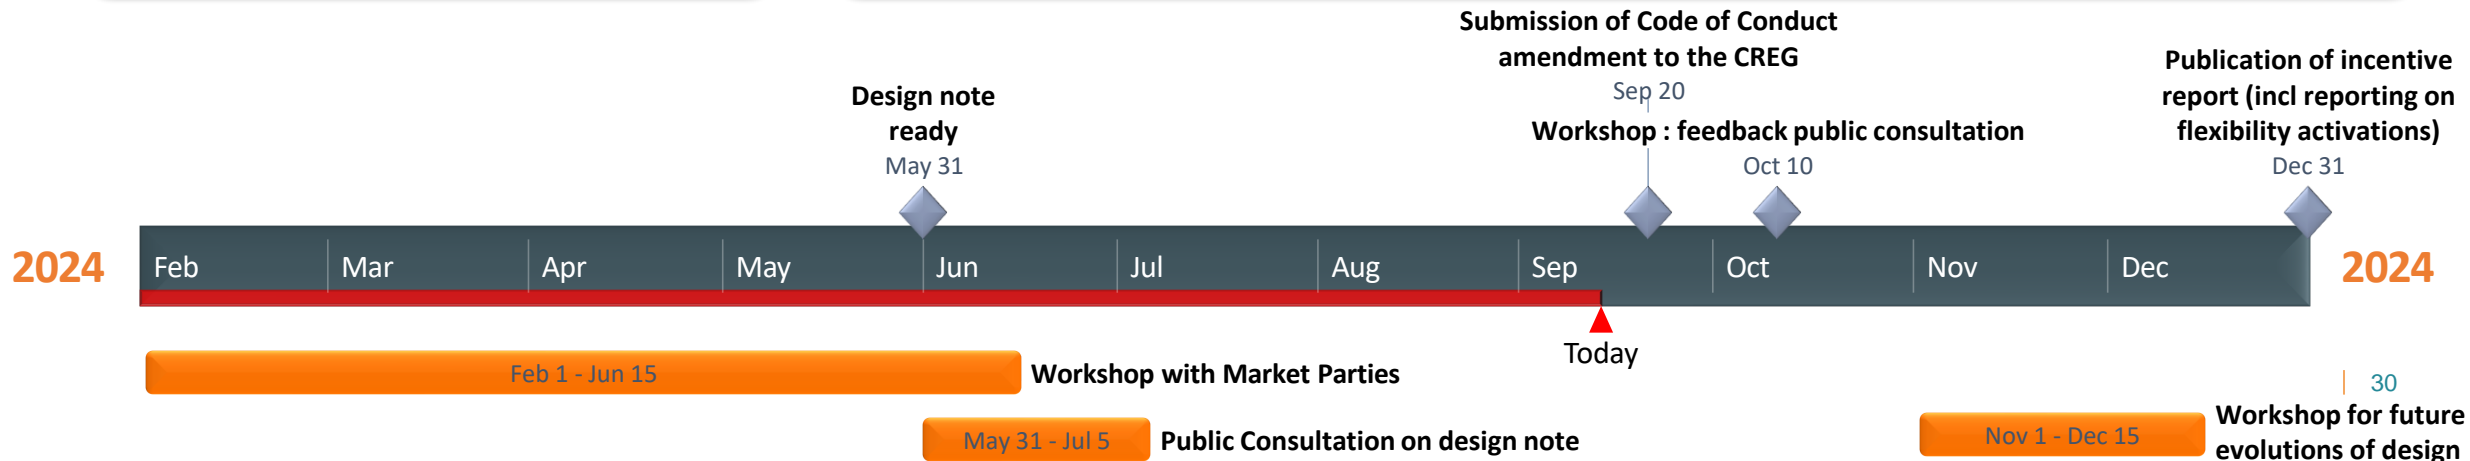 Submission of Code of Conduct
amendment to the CREG
Sep 20
Publication of incentive
report (incl reporting on
flexibility activations)
Dec 31
Design note
ready
May 31
Workshop : feedback public consultation
Oct 10
2024
Feb
Mar
Apr
May
Jun
Jul
Aug
Sep
Oct
Nov
Dec
2024
Today
Feb 1 - Jun 15
Workshop with Market Parties
30
May 31 - Jul 5
Public Consultation on design note
Nov 1 - Dec 15
Workshop for future
evolutions of design